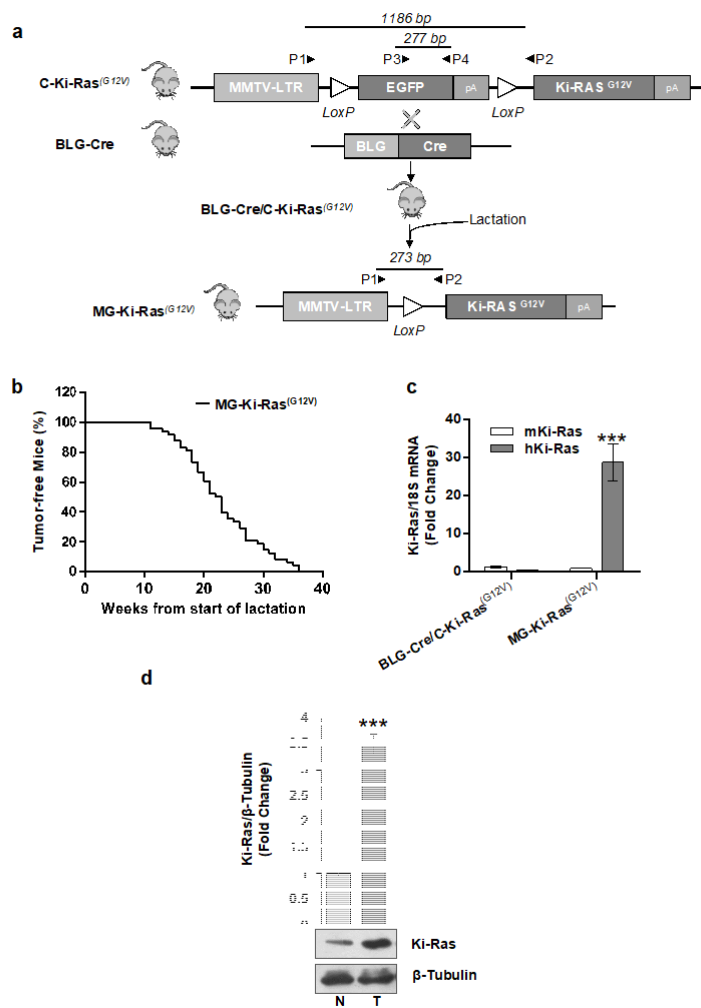 a
1186 bp
277 bp
P1 P3 P4 P2
C-Ki-Ras(G12V)
MMTV-LTR EGFP pA Ki-RAS G12V pA
LoxP LoxP
BLG-Cre
BLG Cre
BLG-Cre/C-Ki-Ras(G12V)
Lactation
273 bp
P1 P2
MG-Ki-Ras(G12V)
MMTV-LTR Ki-RAS G12V pA
LoxP
b
MG-Ki-Ras(G12V)
Tumor-free Mice (%)
120
100
80
60
40
20
0
0 10 20 30 40
Weeks from start of lactation
c
mKi-Ras
hKi-Ras
***
Ki-Ras/18S mRNA
(Fold Change)
40
30
20
10
0
BLG-Cre/C-Ki-Ras(G12V)
MG-Ki-Ras(G12V)
d
***
Ki-Ras/β-Tubulin
(Fold Change)
4
2.5
2
1
0.5
Ki-Ras
β-Tubulin
N T